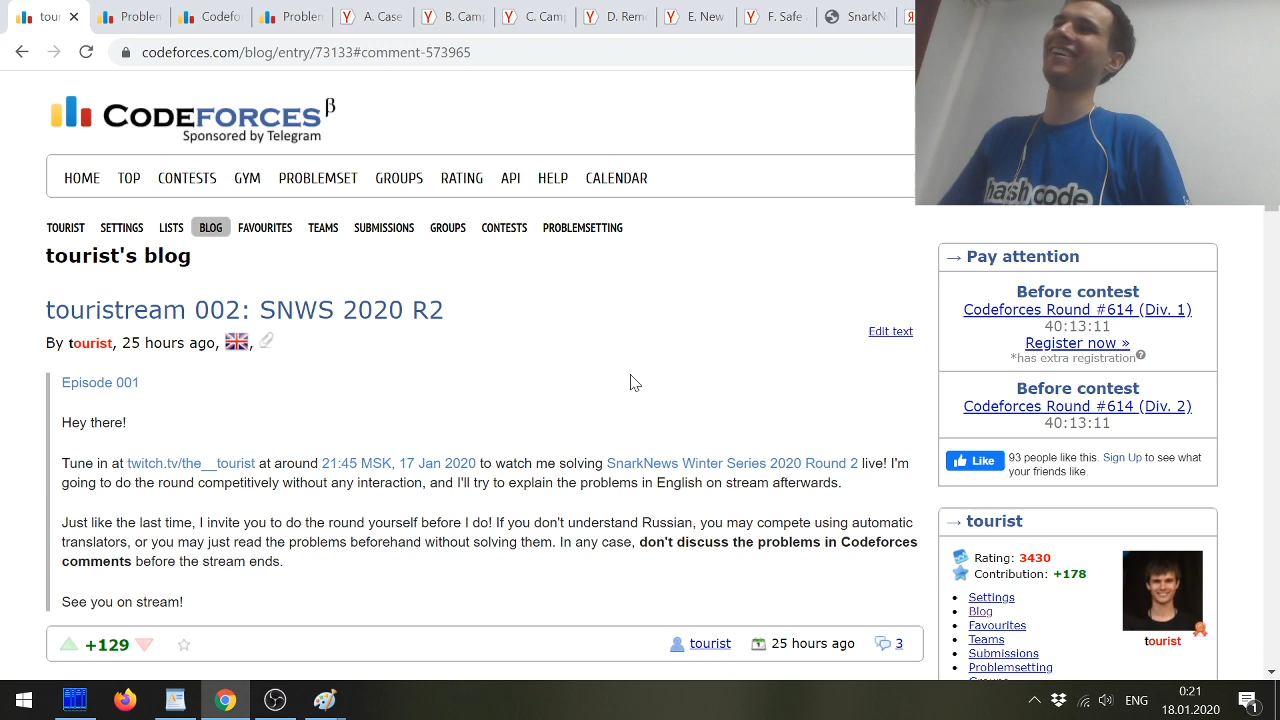 tour
Problem
Codefo
Problem
A. Case
B. Cam
C. Cam
D. Rem
E. New
F. Safe
SnarkN
codeforces.com/blog/entry/73133#comment-573965
CODEFORCES β
Sponsored by Telegram
hash code
HOME TOP CONTESTS GYM PROBLEMSET GROUPS RATING API HELP CALENDAR
TOURIST SETTINGS LISTS BLOG FAVOURITES TEAMS SUBMISSIONS GROUPS CONTESTS PROBLEMSETTING
tourist's blog
touristream 002: SNWS 2020 R2
Edit text
By tourist, 25 hours ago,
Episode 001
Hey there!
Tune in at twitch.tv/the__tourist at around 21:45 MSK, 17 Jan 2020 to watch me solving SnarkNews Winter Series 2020 Round 2 live! I'm
going to do the round competitively without any interaction, and I'll try to explain the problems in English on stream afterwards.
Just like the last time, I invite you to do the round yourself before I do! If you don't understand Russian, you may compete using automatic
translators, or you may just read the problems beforehand without solving them. In any case, don't discuss the problems in Codeforces
comments before the stream ends.
See you on stream!
+129
tourist 25 hours ago 3
→ Pay attention
Before contest
Codeforces Round #614 (Div. 1)
40:13:11
Register now »
*has extra registration
Before contest
Codeforces Round #614 (Div. 2)
40:13:11
Like
93 people like this. Sign Up to see what
your friends like.
→ tourist
Rating: 3430
Contribution: +178
Settings
Blog
Favourites
Teams
Submissions
Problemsetting
tourist
ENG
0:21
18.01.2020
1